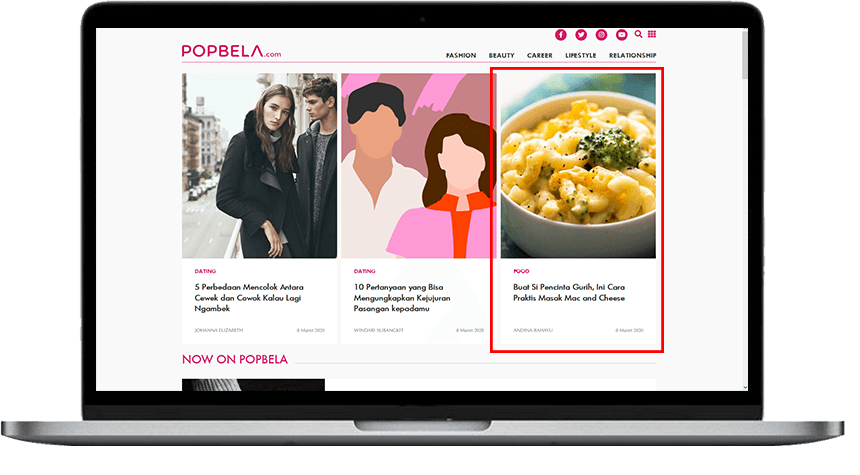 POPBELA.com
FASHION BEAUTY CAREER LIFESTYLE RELATIONSHIP
DATING
5 Perbedaan Mencolok Antara
Cewek dan Cowok Kalau Lagi
Ngambek
JOHANNA ELIZABETH 8 Maret 2020
DATING
10 Pertanyaan yang Bisa
Mengungkapkan Kejujuran
Pasangan kepadamu
WINDARI SUBANGKIT 8 Maret 2020
FOOD
Buat Si Pencinta Gurih, Ini Cara
Praktis Masak Mac and Cheese
ANDINA RAHAYU 8 Maret 2020
NOW ON POPBELA